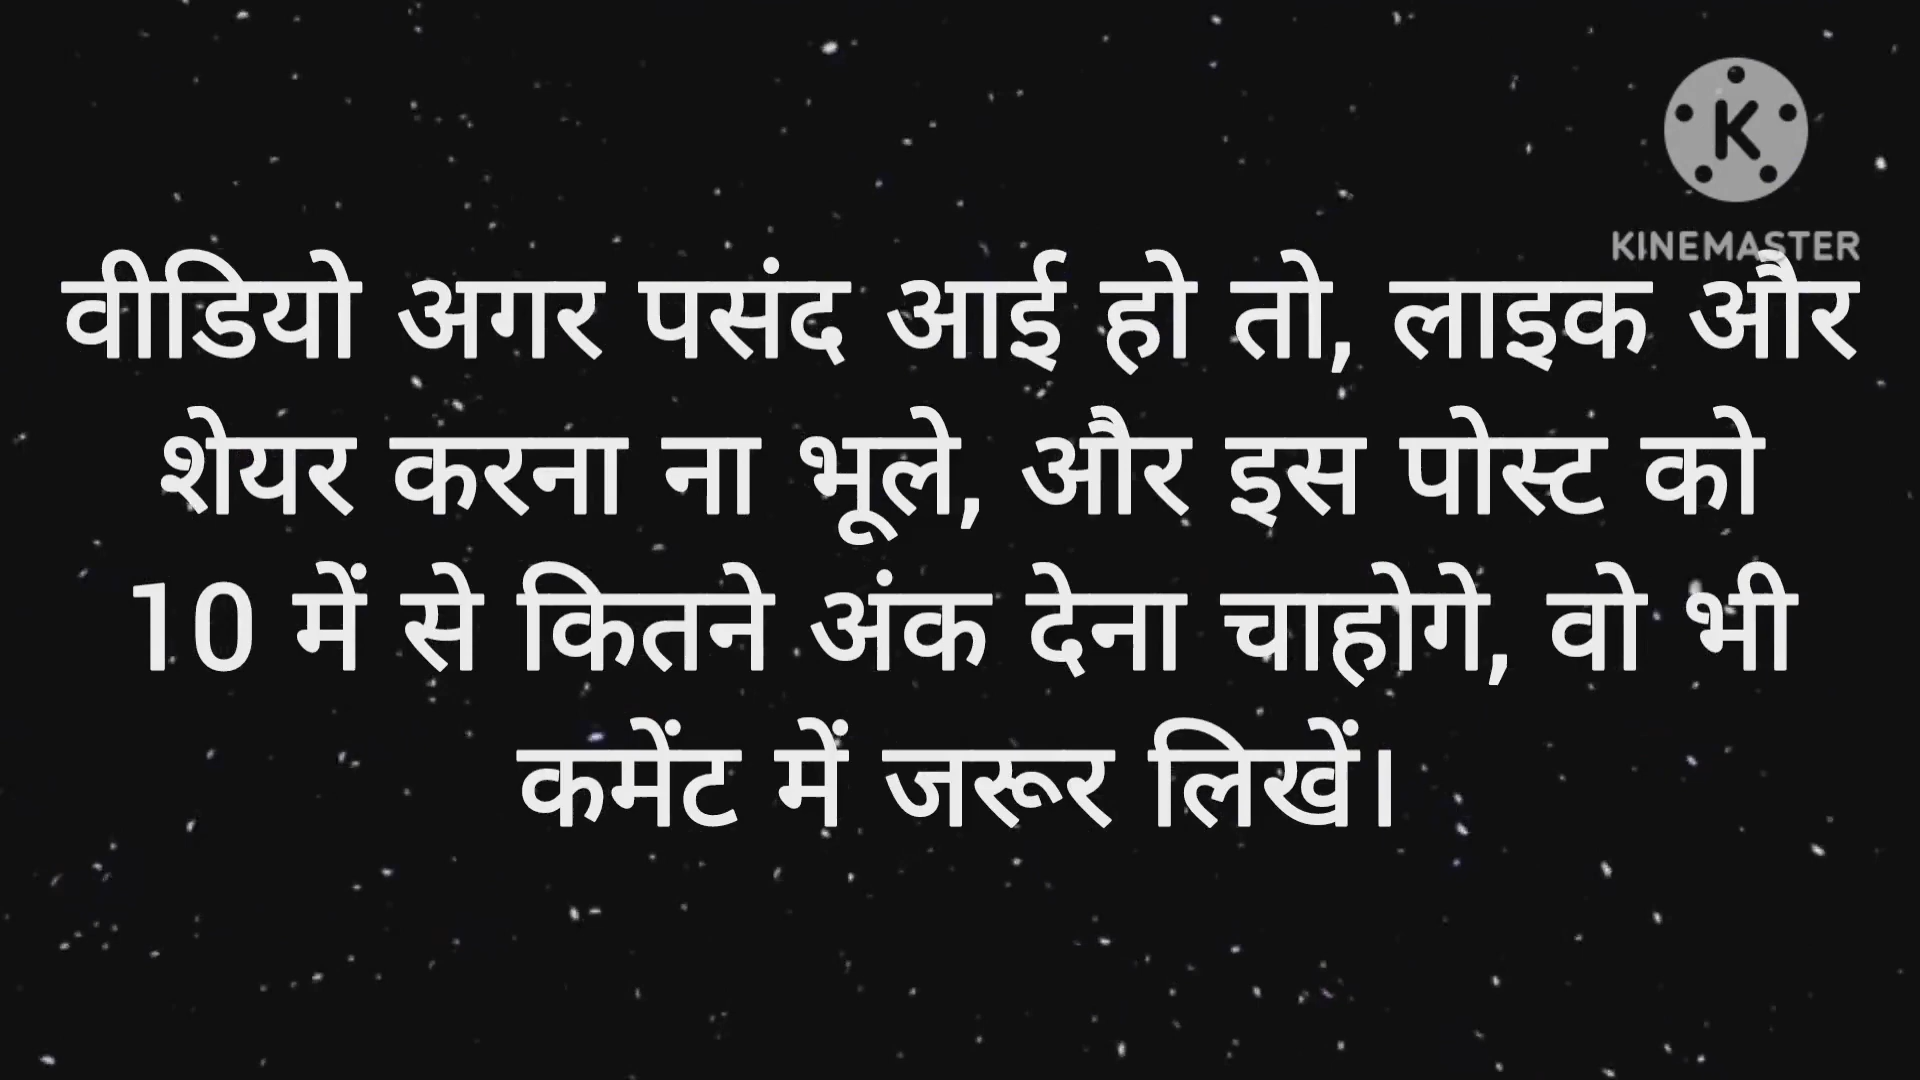 KINEMASTER
वीडियो अगर पसंद आई हो तो, लाइक और
शेयर करना ना भूले, और इस पोस्ट को
10 में से कितने अंक देना चाहोगे, वो भी
कमेंट में जरूर लिखें।